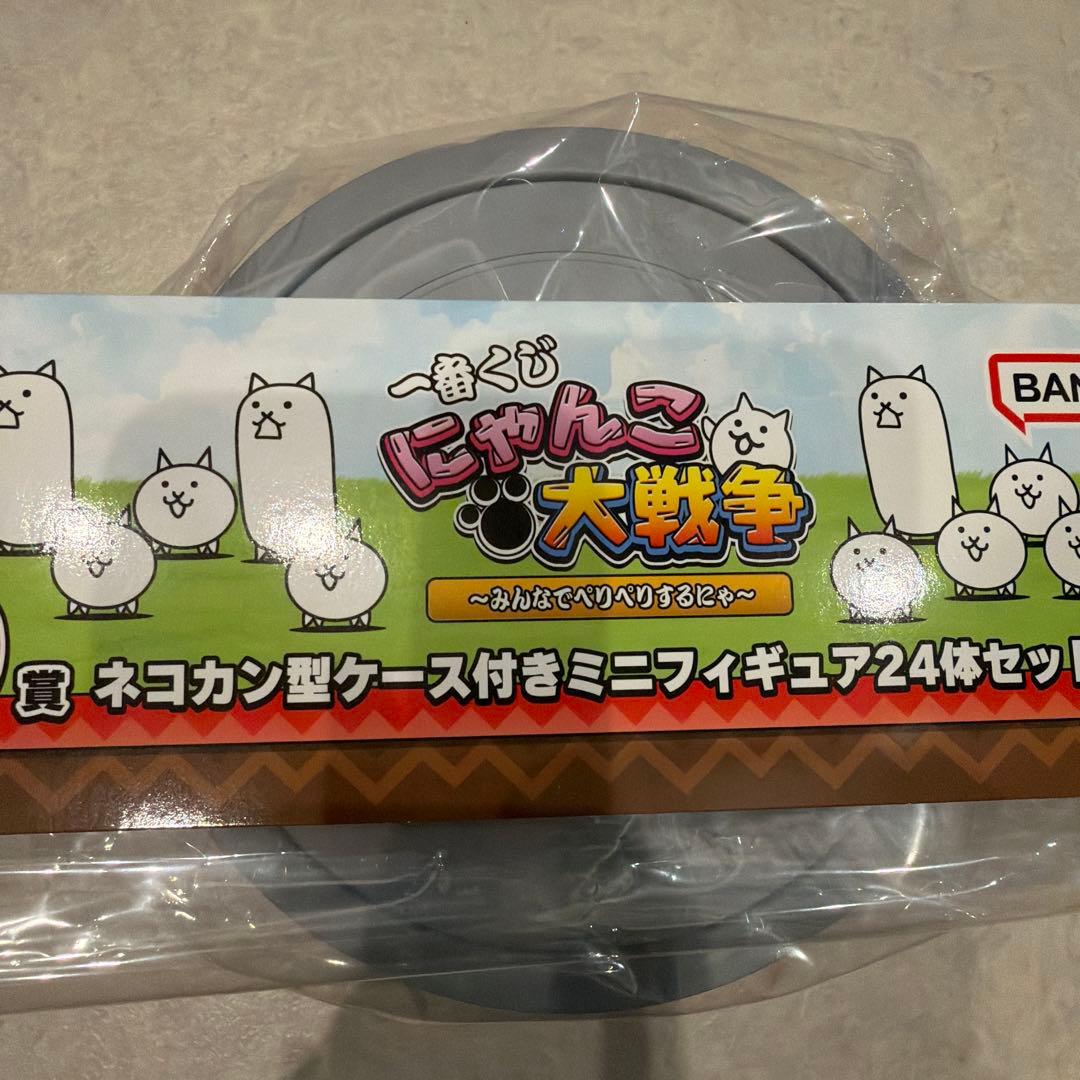 一番くじ
にゃんこ
大戦争
~みんなでぺりぺりするにゃ~
BAN
賞 ネコカン型ケース付きミニフィギュア24体セット